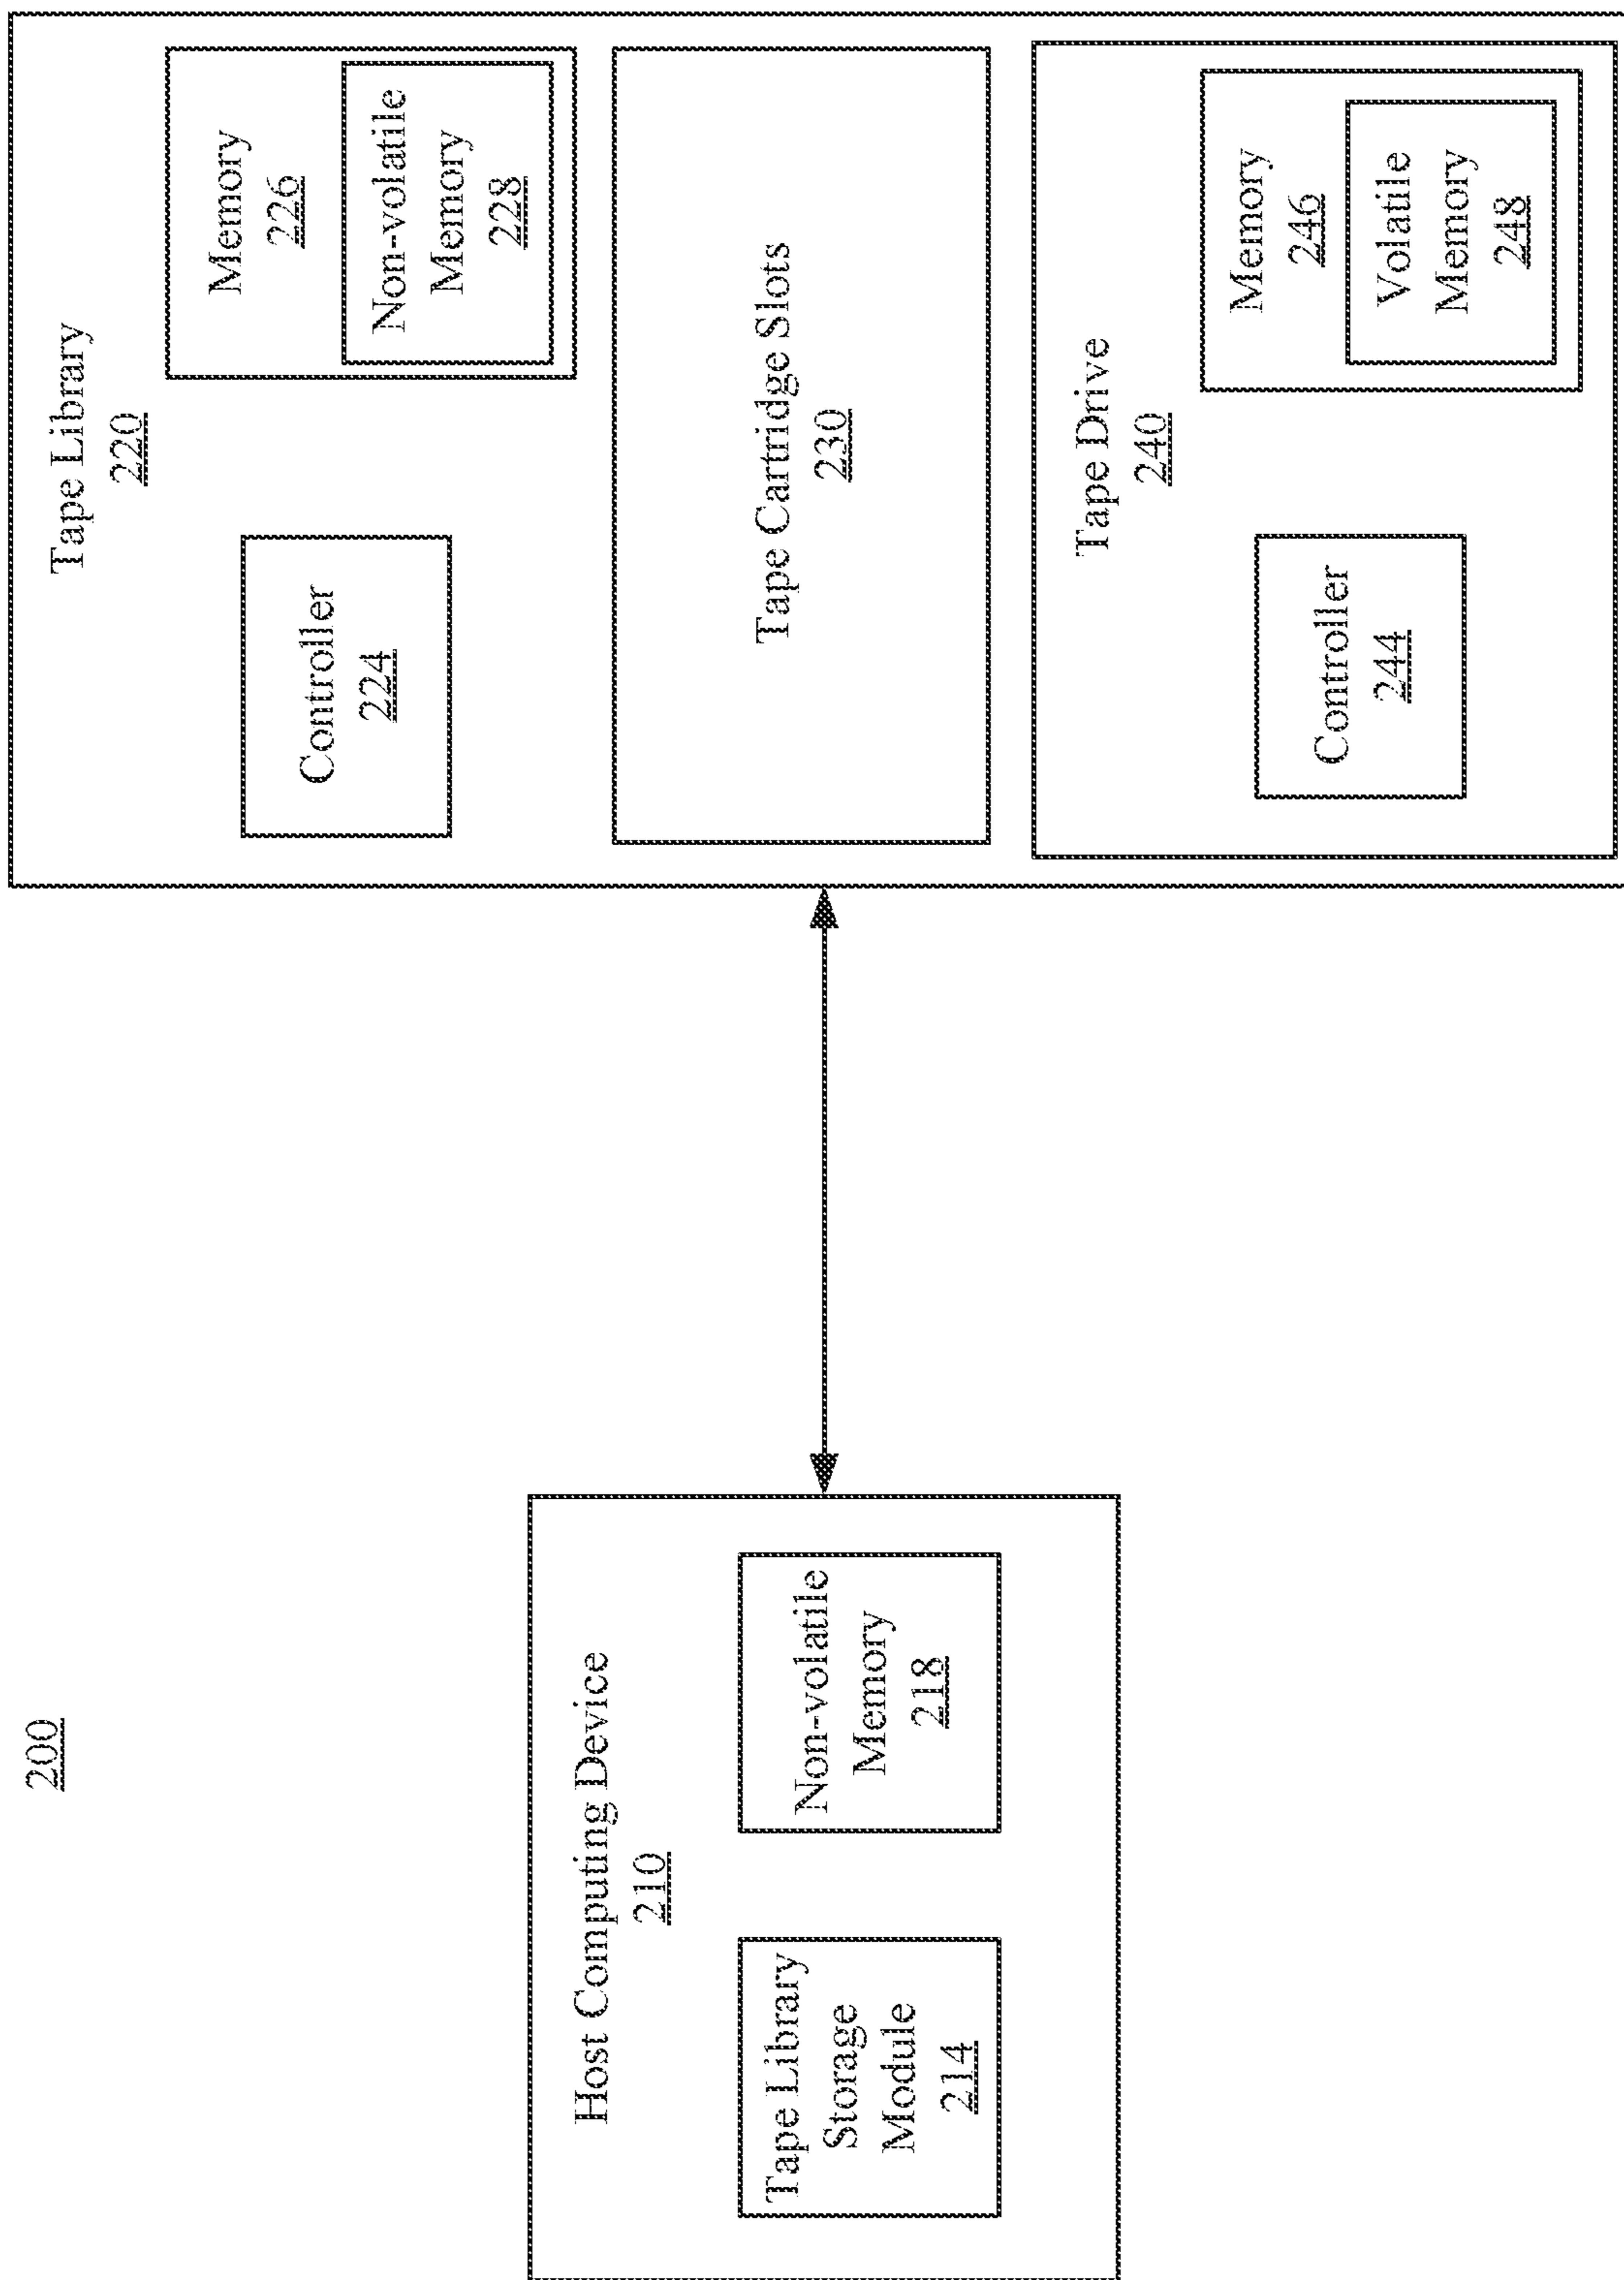 200
Host Computing Device
210
Tape Library
Storage
Module
214
Non-volatile
Memory
218
Tape Library
220
Controller
224
Memory
226
Non-volatile
Memory
228
Tape Cartridge Slots
230
Tape Drive
240
Controller
244
Memory
246
Volatile
Memory
248